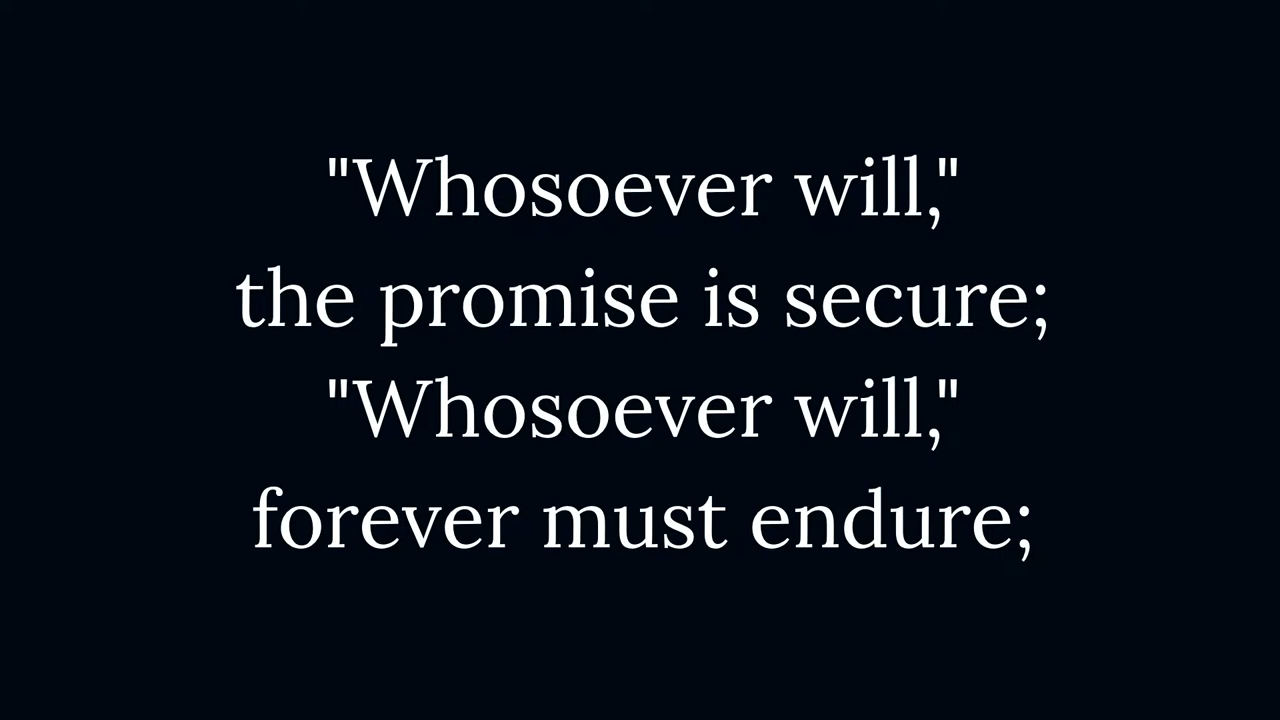 "Whosoever will,"
the promise is secure;
"Whosoever will,"
forever must endure;